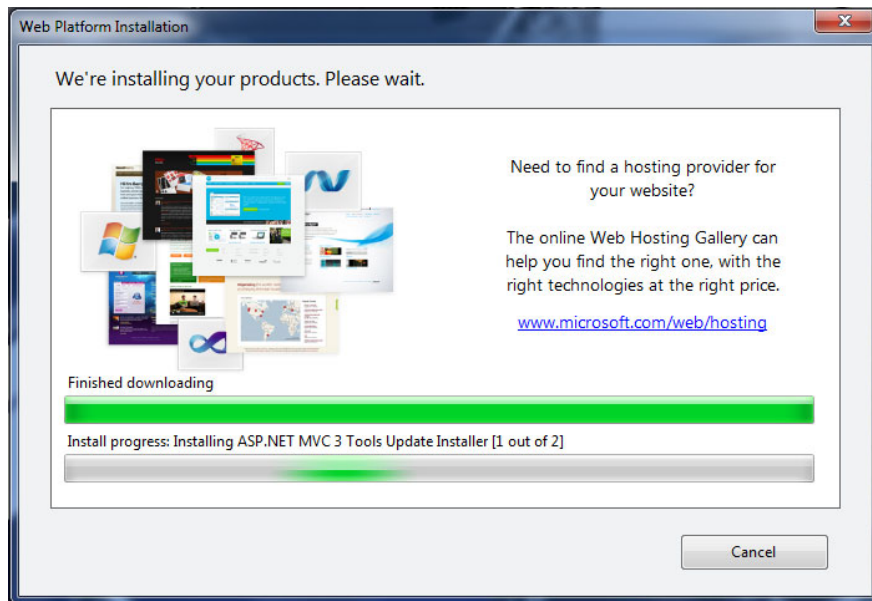 Web Platform Installation
We're installing your products. Please wait.
Need to find a hosting provider for
your website?
The online Web Hosting Gallery can
help you find the right one, with the
right technologies at the right price.
www.microsoft.com/web/hosting
Finished downloading
Install progress: Installing ASP.NET MVC 3 Tools Update Installer [1 out of 2]
Cancel